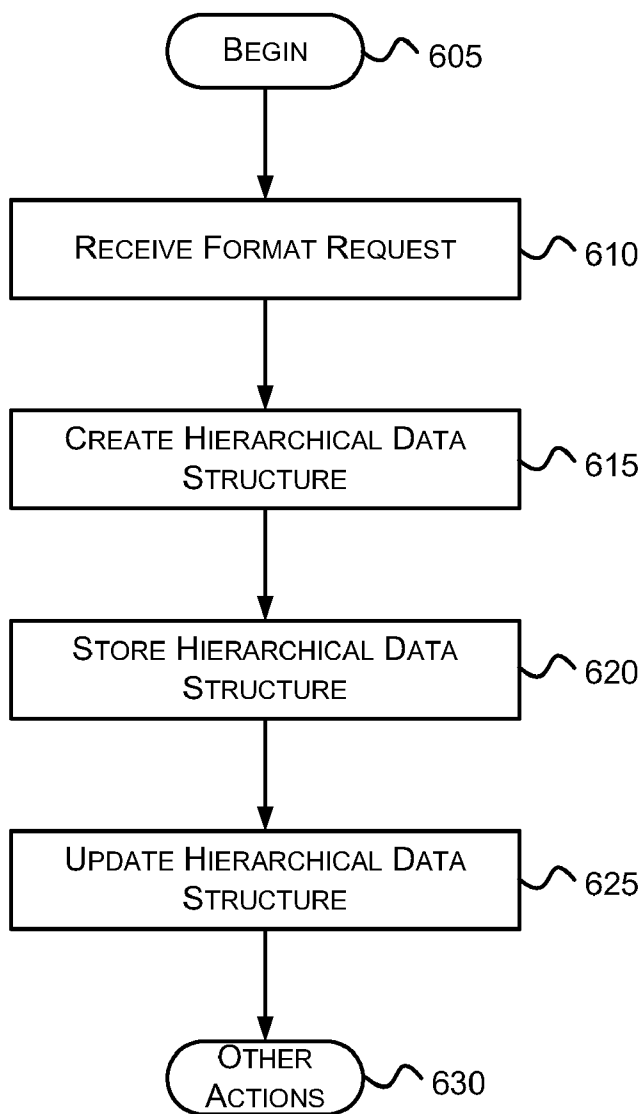 BEGIN
605
RECEIVE FORMAT REQUEST
610
CREATE HIERARCHICAL DATA
STRUCTURE
615
STORE HIERARCHICAL DATA
STRUCTURE
620
UPDATE HIERARCHICAL DATA
STRUCTURE
625
OTHER
ACTIONS
630